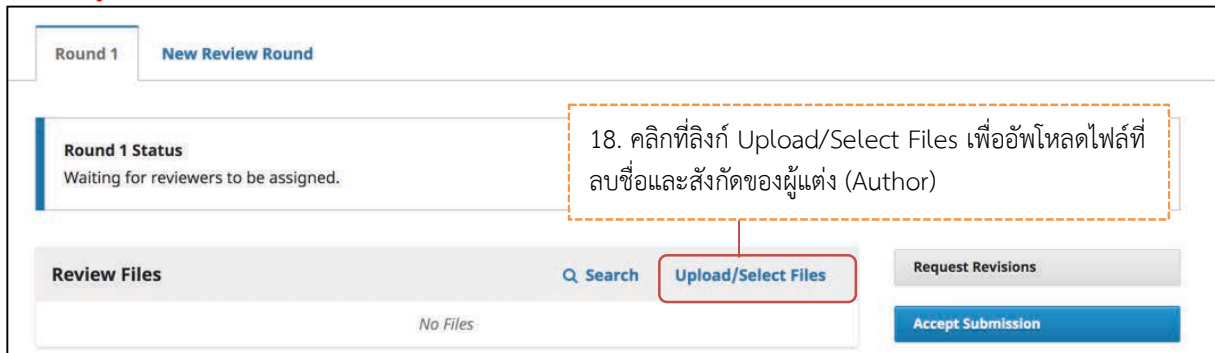 Round 1 New Review Round
18. คลิกที่ลิงก์ Upload/Select Files เพื่ออัพโหลดไฟล์ที่
ลบชื่อและสังกัดของผู้แต่ง (Author)
Round 1 Status
Waiting for reviewers to be assigned.
Review Files Search Upload/Select Files
No Files
Request Revisions
Accept Submission